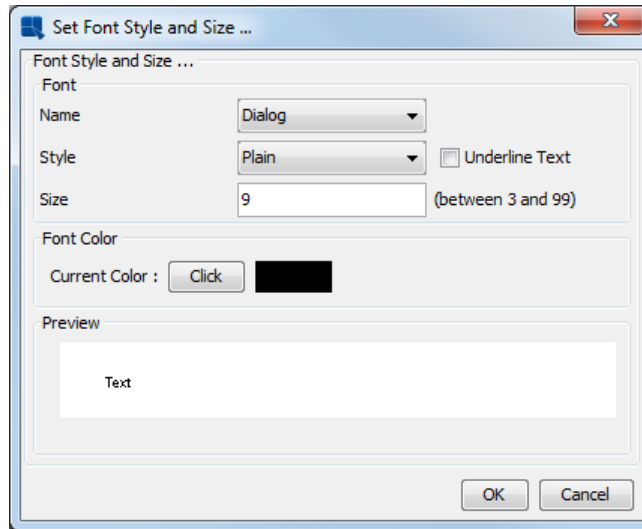 Set Font Style and Size ...
Font Style and Size ...
Font
Name Dialog
Style Plain Underline Text
Size 9 (between 3 and 99)
Font Color
Current Color : Click
Preview
Text
OK Cancel